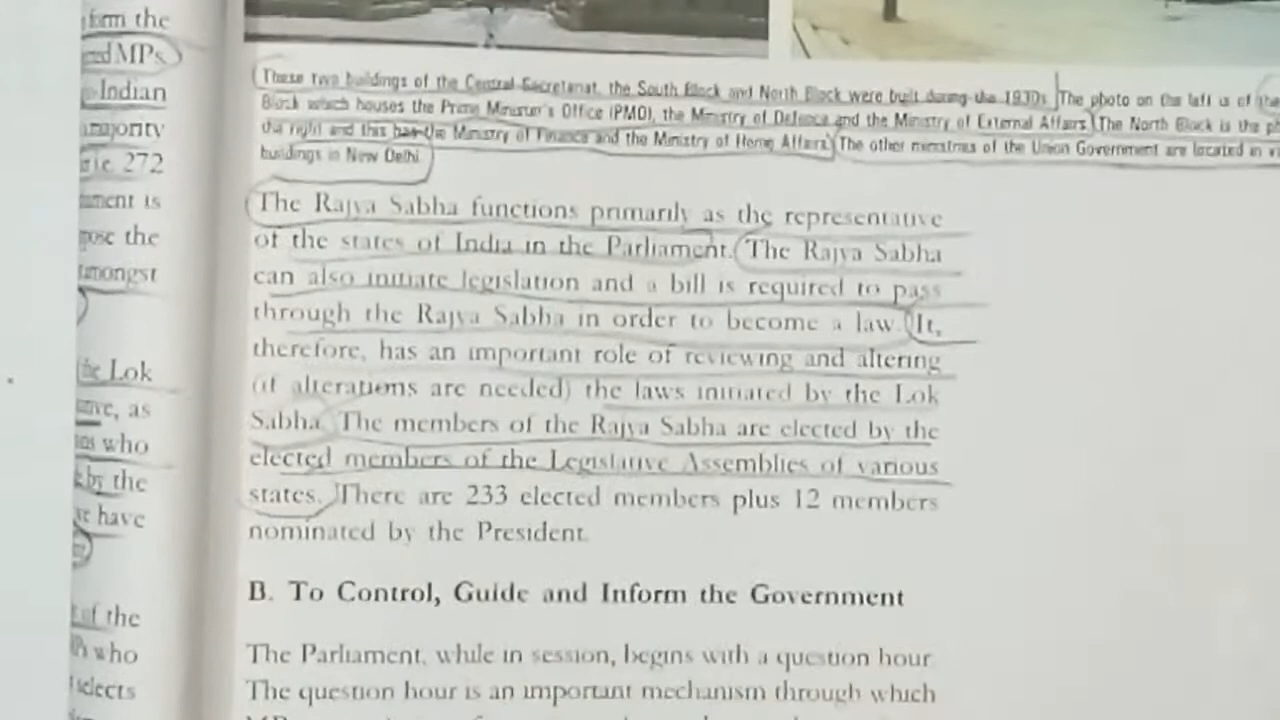 form the
MPs
Indian
majority
272
ment is
pose the
amongst
the Lok
as
who
by the
have
of the
who
selects
These two buildings of the Central Secretariat, the South Block and North Block were built during the 1930s. The photo on the left is of the
Block which houses the Prime Minister's Office (PMO), the Ministry of Defence and the Ministry of External Affairs. The North Block is the
the right and this has the Ministry of Finance and the Ministry of Home Affairs. The other ministries of the Union Government are located in
buildings in New Delhi.
The Rajya Sabha functions primarily as the representative
of the states of India in the Parliament. The Rajya Sabha
can also initiate legislation and a bill is required to pass
through the Rajya Sabha in order to become a law. It,
therefore, has an important role of reviewing and altering
(if alterations are needed) the laws initiated by the Lok
Sabha. The members of the Rajya Sabha are elected by the
elected members of the Legislative Assemblies of various
states. There are 233 elected members plus 12 members
nominated by the President.
B. To Control, Guide and Inform the Government
The Parliament, while in session, begins with a question hour.
The question hour is an important mechanism through which